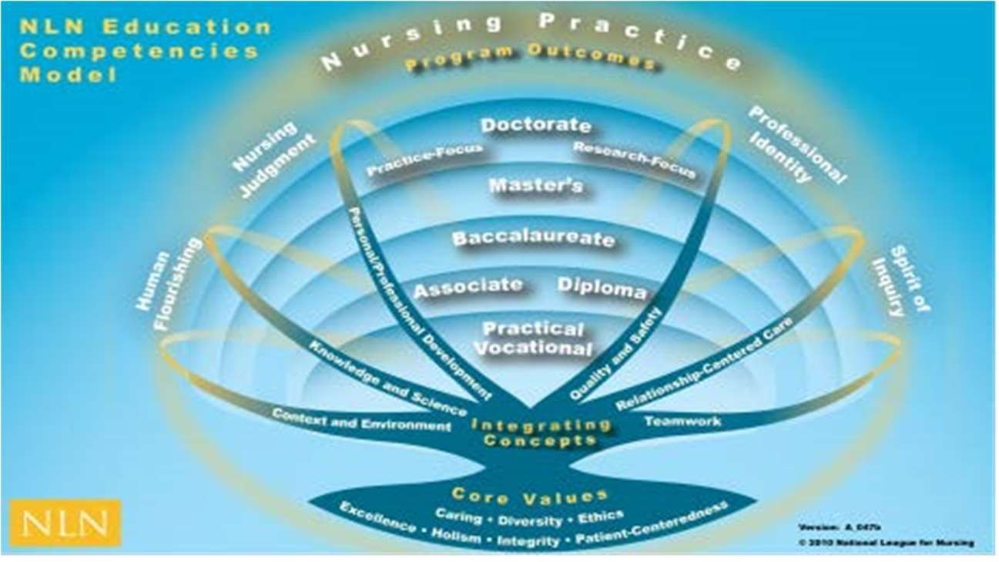 NLN Education
Competencies
Model
Nursing Practice
Program Outcomes
Nursing
Judgment
Professional
Identity
Human
Flourishing
Spirit of
Inquiry
Doctorate
Practice-Focus
Research-Focus
Master's
Baccalaureate
Associate
Diploma
Practical
Vocational
Personal/Professional Development
Knowledge and Science
Context and Environment
Quality and Safety
Relationship-Centered Care
Teamwork
Integrating
Concepts
Core Values
Caring • Diversity • Ethics
Excellence • Holism • Integrity • Patient-Centeredness
NLN
Version:
© 2010 National League for Nursing